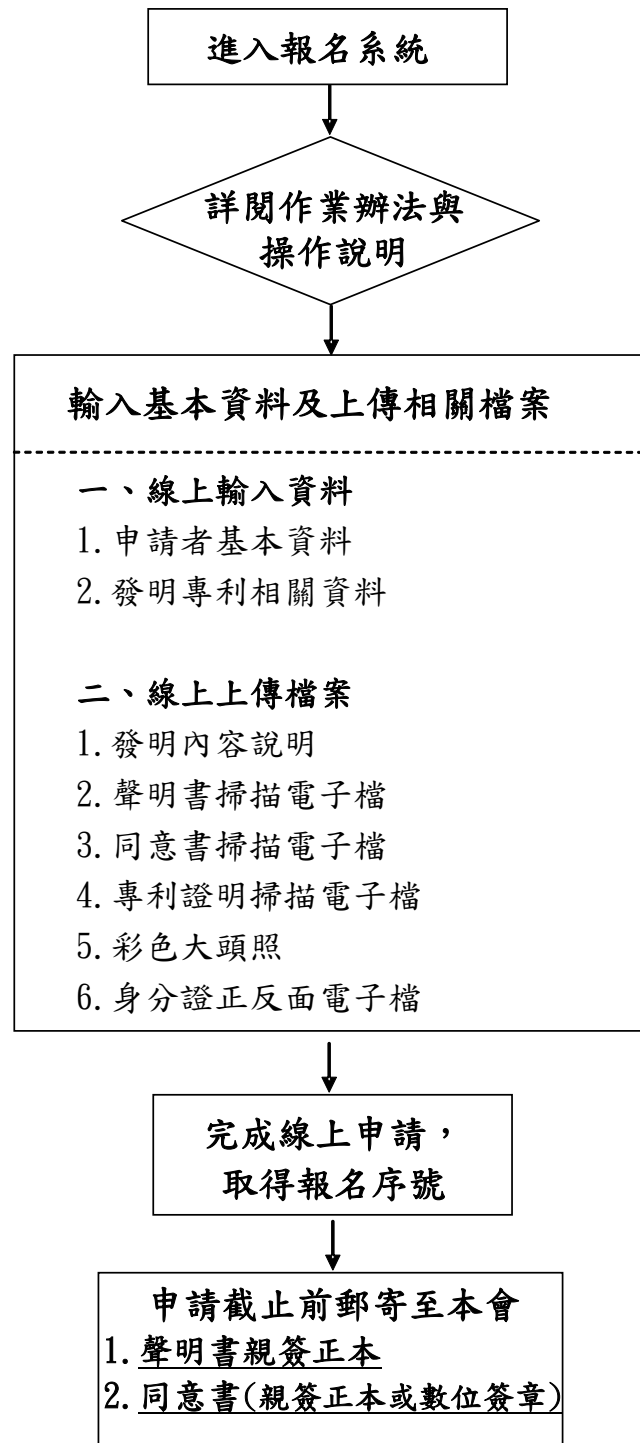 進入報名系統
詳閱作業辦法與
操作說明
輸入基本資料及上傳相關檔案
一、線上輸入資料
1.申請者基本資料
2.發明專利相關資料
二、線上上傳檔案
1.發明內容說明
2.聲明書掃描電子檔
3.同意書掃描電子檔
4.專利證明掃描電子檔
5.彩色大頭照
6.身分證正反面電子檔
完成線上申請，
取得報名序號
申請截止前郵寄至本會
1.聲明書親簽正本
2.同意書(親簽正本或數位簽章)